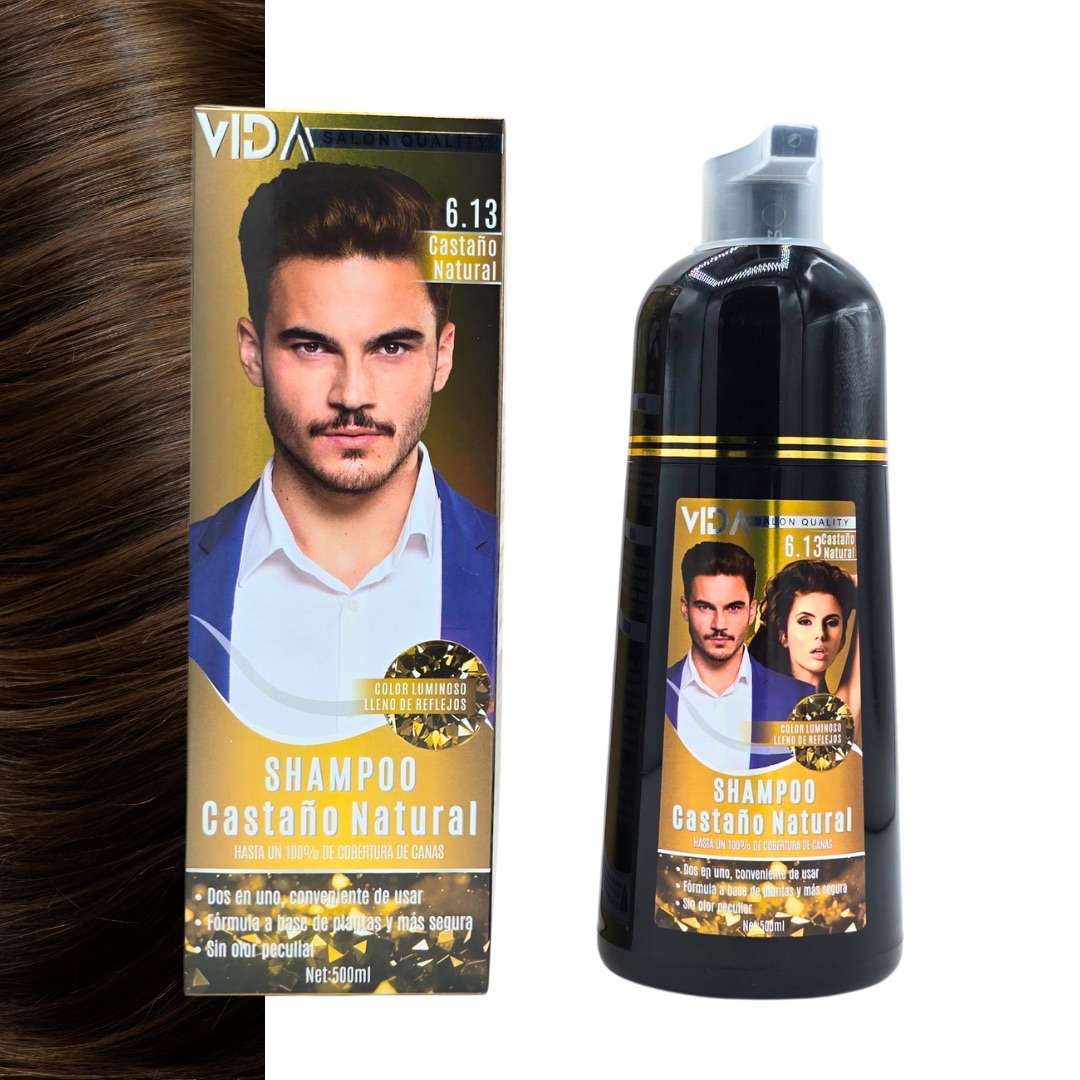 VIDA SALON QUALITY
6.13
Castaño
Natural
COLOR LUMINOSO
LLENO DE REFLEJOS
SHAMPOO
Castaño Natural
HASTA UN 100% DE COBERTURA DE CANAS
• Dos en uno, conveniente de usar
• Fórmula a base de plantas y más segura
• Sin olor peculiar
Net:500ml
VIDA SALON QUALITY
6.13 Castaño
Natural
COLOR LUMINOSO
LLENO DE REFLEJOS
SHAMPOO
Castaño Natural
HASTA UN 100% DE COBERTURA DE CANAS
• Dos en uno, conveniente de usar
• Fórmula a base de plantas y más segura
• Sin olor peculiar
Net:500ml